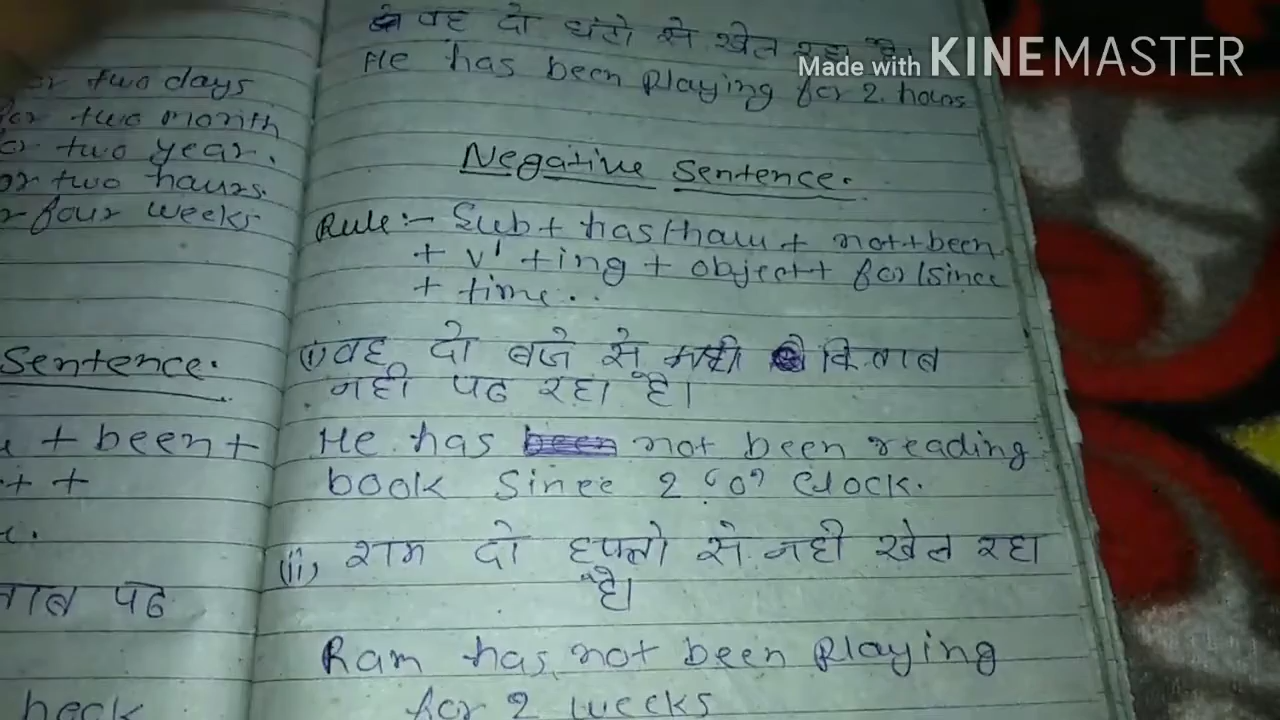 Made with KINEMASTER
two days
for two month
two year.
two hours.
four weeks
Sentence.
+ been +
+ +
पढ
वह दो घंटो से खेल रहा है।
He has been Playing for 2 hours
Negative Sentence.
Rule:- Sub + has/have + not + been
+ v' + ing + object + for/since
+ time..
(i) वह दो बजे से किताब
नही पढ रहा है।
He has not been reading
book Since 2 'o' clock.
(ii) राम दो हफ्तो से नही खेल रहा
है।
Ram has not been Playing
for 2 weeks